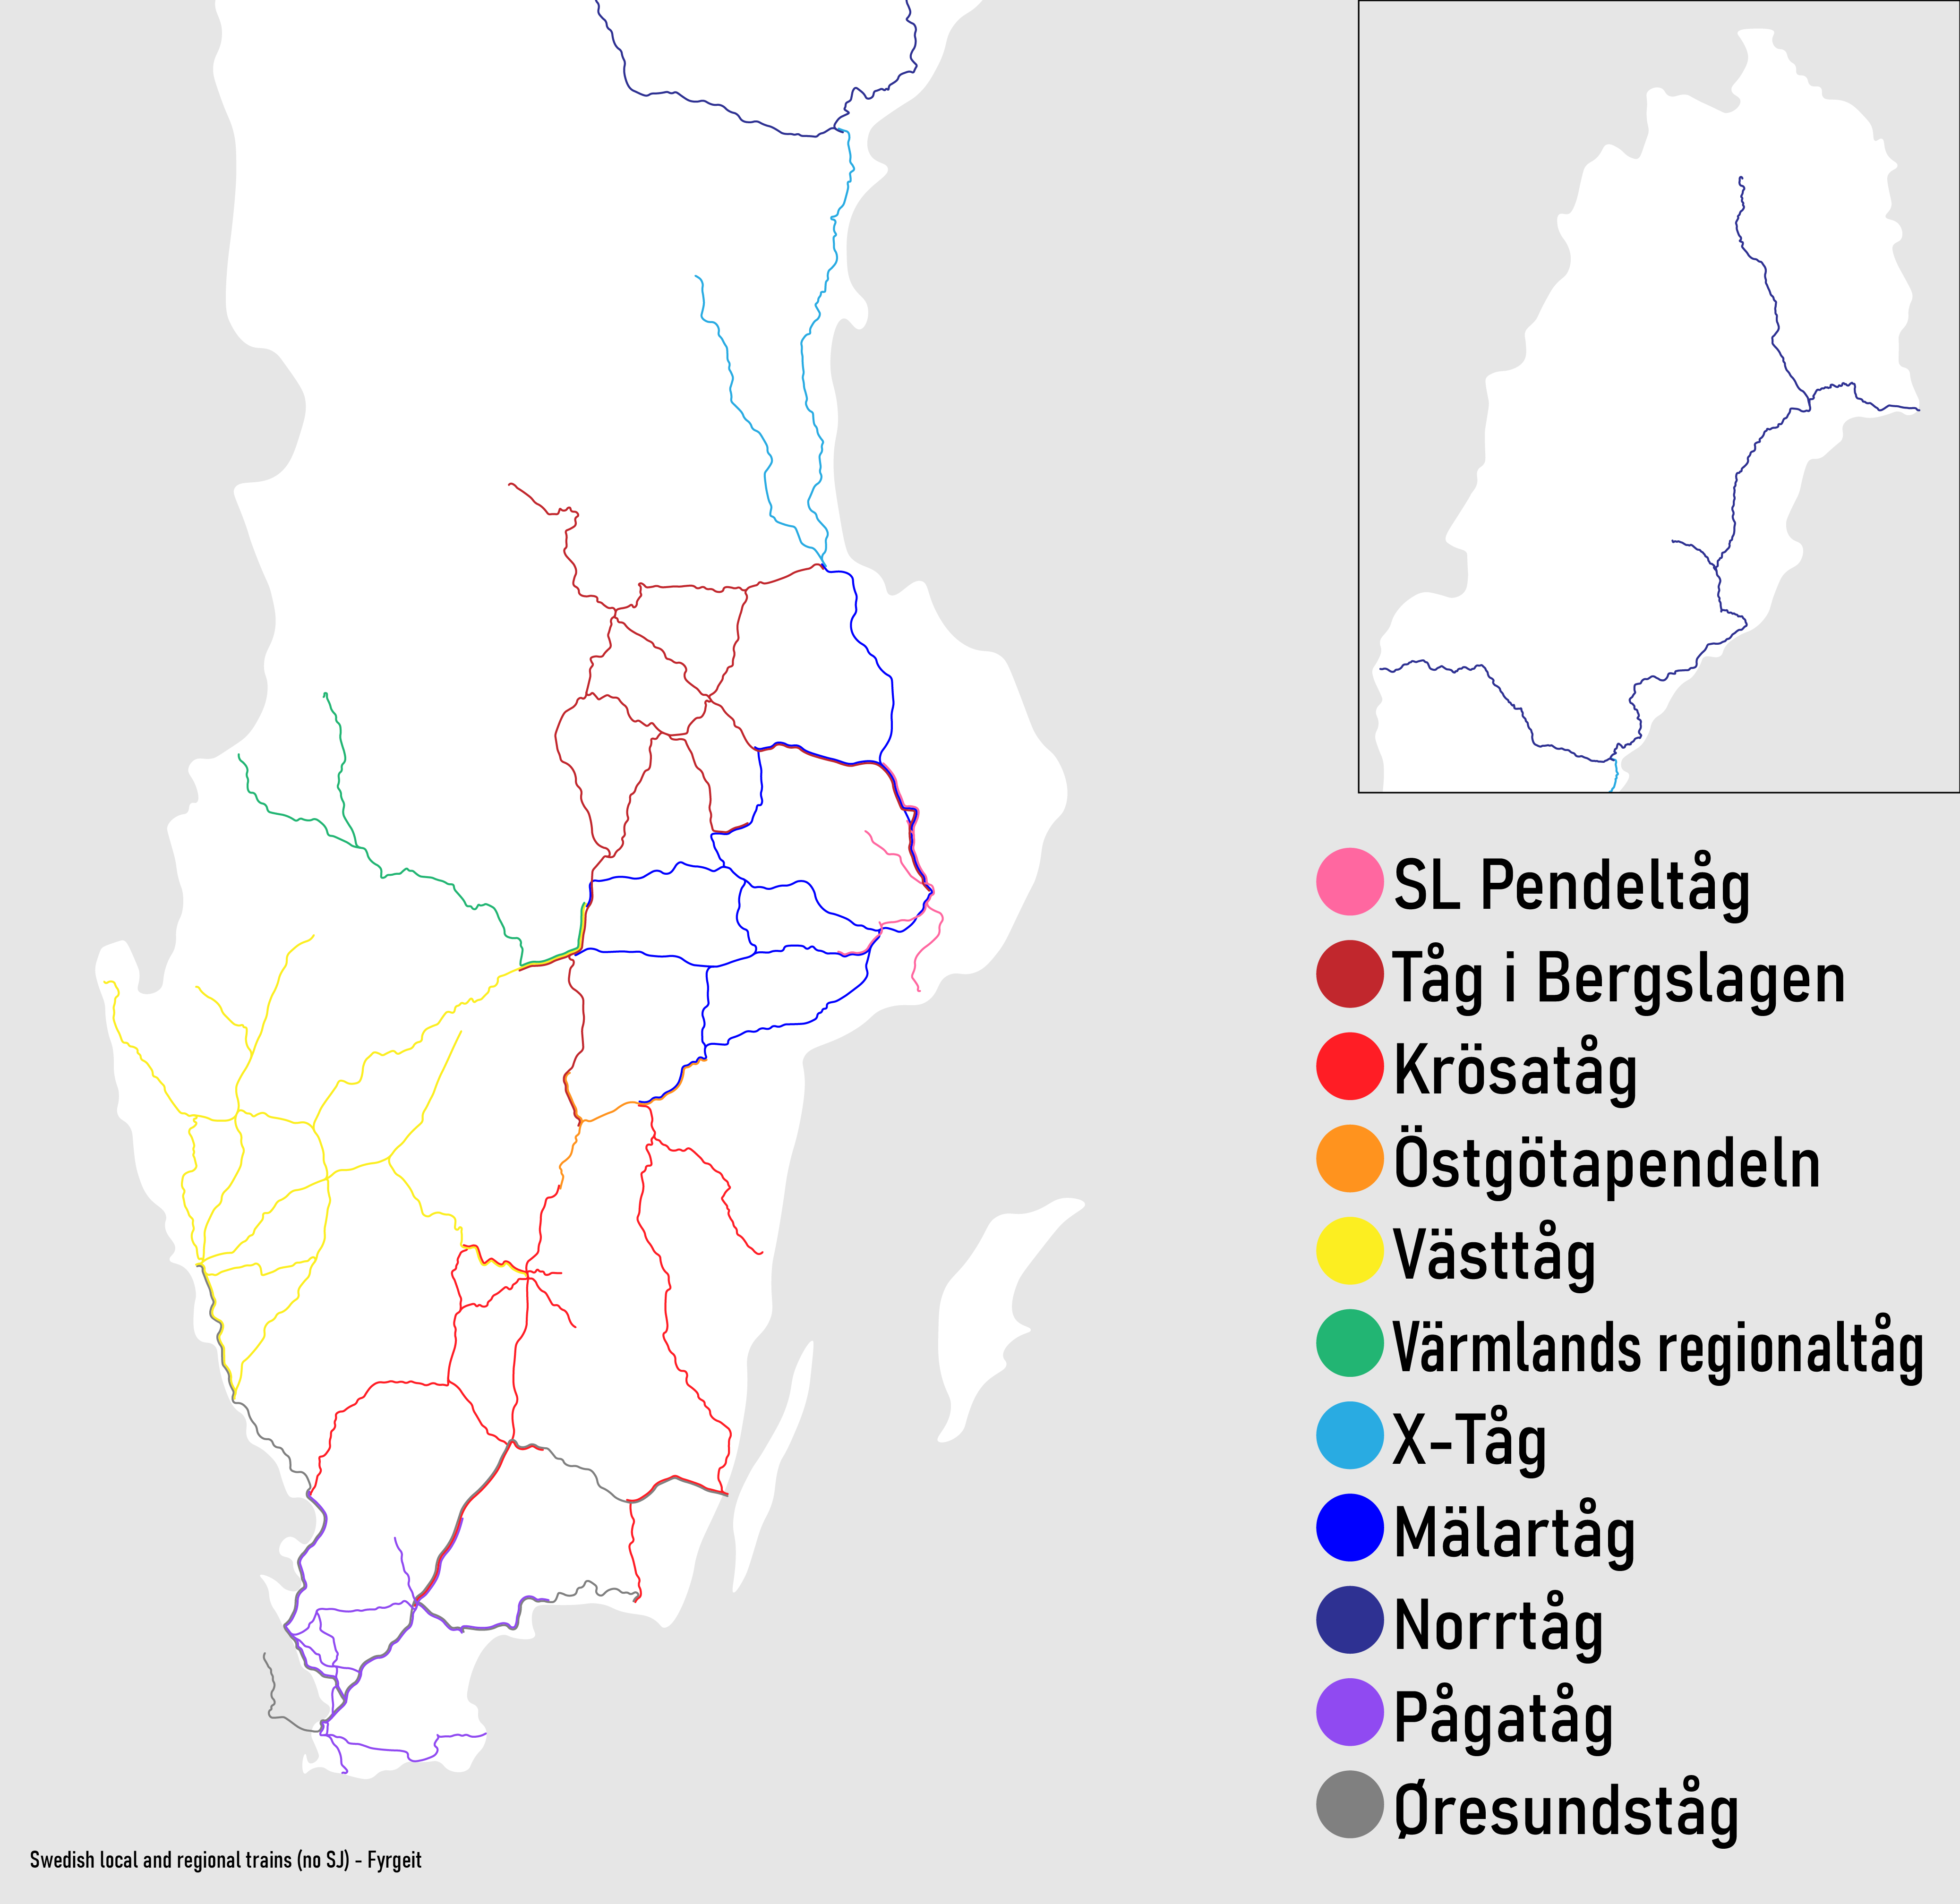 SL Pendeltåg
Tåg i Bergslagen
Krösatåg
Östgötapendeln
Västtåg
Värmlands regionaltåg
X-Tåg
Mälartåg
Norrtåg
Pågatåg
Øresundståg
Swedish local and regional trains (no SJ) - Fyrgeit